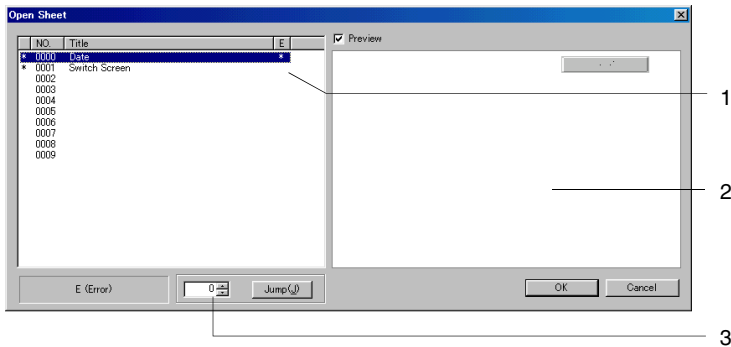 Open Sheet
NO. Title E
* 0000 Date *
* 0001 Switch Screen
0002
0003
0004
0005
0006
0007
0008
0009
Preview
E (Error)
0
Jump(J)
OK
Cancel
1
2
3